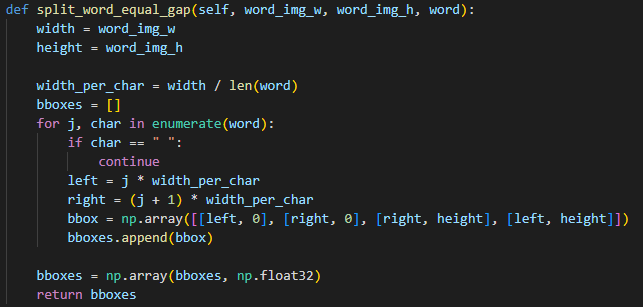 def split_word_equal_gap(self, word_img_w, word_img_h, word):
    width = word_img_w
    height = word_img_h

    width_per_char = width / len(word)
    bboxes = []
    for j, char in enumerate(word):
        if char == " ":
            continue
        left = j * width_per_char
        right = (j + 1) * width_per_char
        bbox = np.array([[left, 0], [right, 0], [right, height], [left, height]])
        bboxes.append(bbox)

    bboxes = np.array(bboxes, np.float32)
    return bboxes